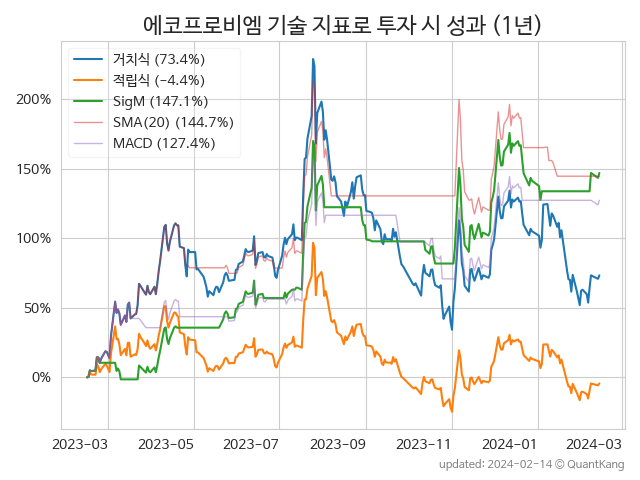 에코프로비엠 기술 지표로 투자 시 성과 (1년)
거치식 (73.4%)
적립식 (−4.4%)
SigM (147.1%)
SMA(20) (144.7%)
MACD (127.4%)
200%
150%
100%
50%
0%
2023-03 2023-05 2023-07 2023-09 2023-11 2024-01 2024-03
updated: 2024-02-14 @ QuantKang